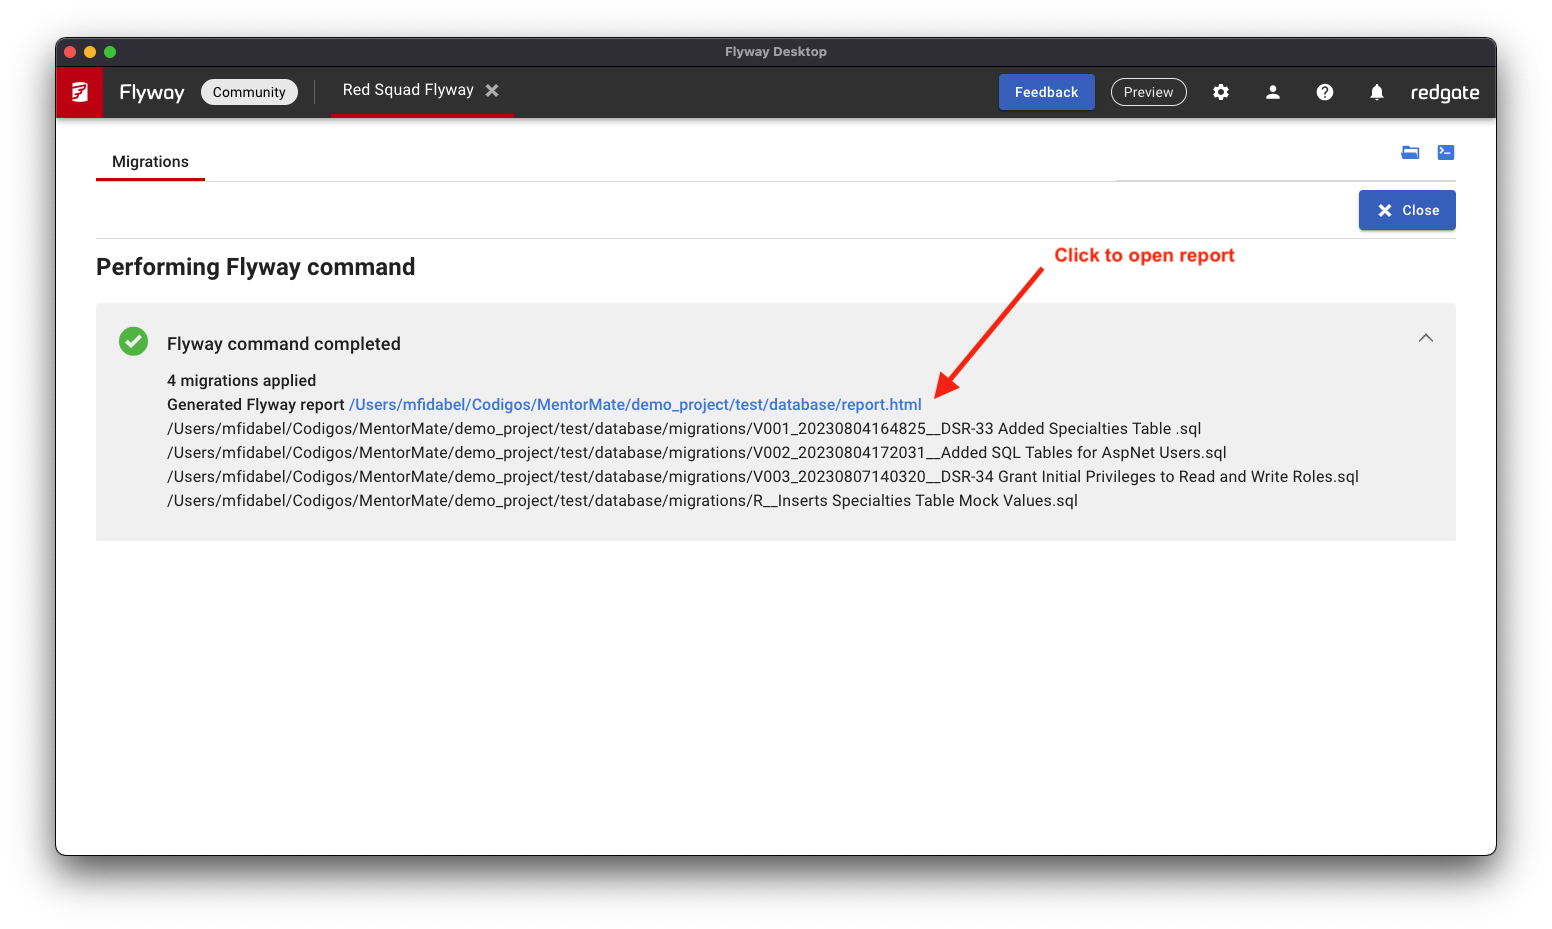 Flyway Desktop
Flyway Community Red Squad Flyway Feedback Preview redgate
Migrations
Close
Click to open report
Performing Flyway command
Flyway command completed
4 migrations applied
Generated Flyway report /Users/mfidabel/Codigos/MentorMate/demo_project/test/database/report.html
/Users/mfidabel/Codigos/MentorMate/demo_project/test/database/migrations/V001_20230804164825__DSR-33 Added Specialties Table .sql
/Users/mfidabel/Codigos/MentorMate/demo_project/test/database/migrations/V002_20230804172031__Added SQL Tables for AspNet Users.sql
/Users/mfidabel/Codigos/MentorMate/demo_project/test/database/migrations/V003_20230807140320__DSR-34 Grant Initial Privileges to Read and Write Roles.sql
/Users/mfidabel/Codigos/MentorMate/demo_project/test/database/migrations/R__Inserts Specialties Table Mock Values.sql